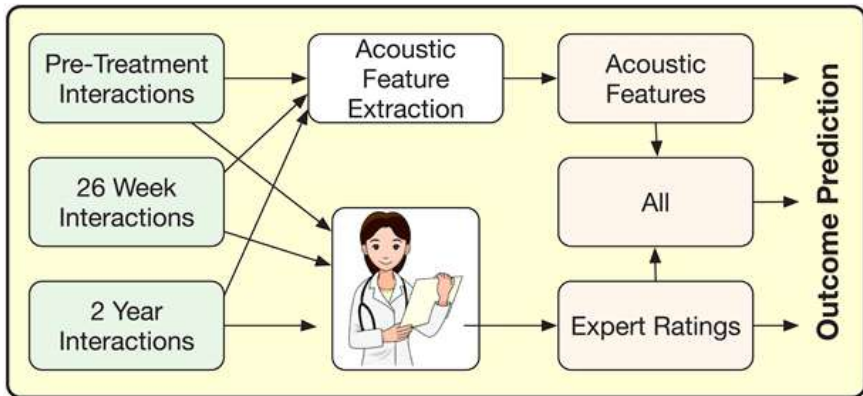 Pre-Treatment
Interactions
Acoustic
Feature
Extraction
Acoustic
Features
26 Week
Interactions
All
2 Year
Interactions
Expert Ratings
Outcome Prediction